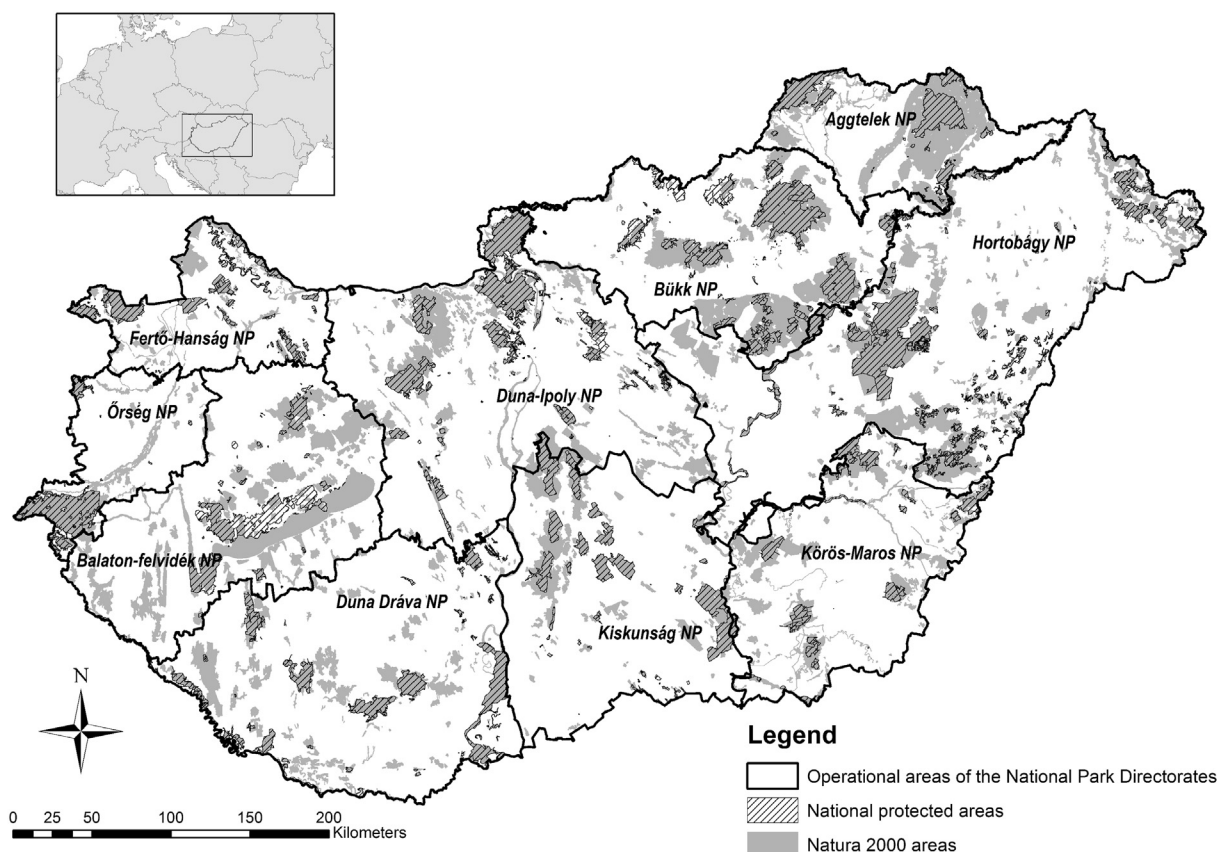 Aggtelek NP
Hortobágy NP
Bükk NP
Fertő-Hanság NP
Őrség NP
Duna-Ipoly NP
Balaton-felvidék NP
Kőrös-Maros NP
Duna Dráva NP
Kiskunság NP
N
Legend
Operational areas of the National Park Directorates
National protected areas
Natura 2000 areas
0 25 50 100 150 200
Kilometers